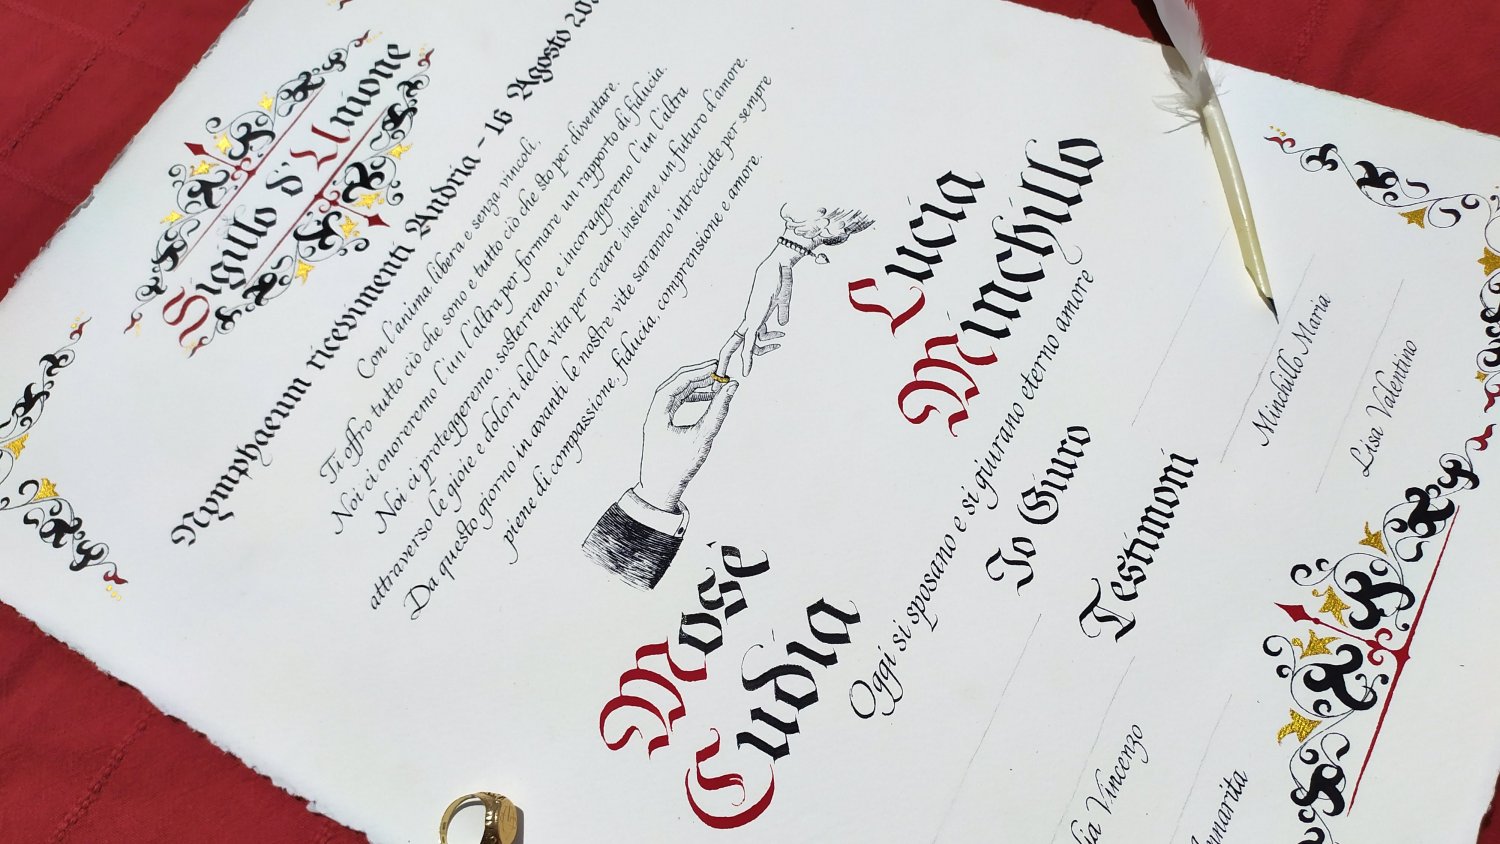 Sigillo d'Unione
Nymphaeum ricevimenti Andria - 16 Agosto
Con l'anima libera e senza vincoli,
Ti offro tutto ciò che sono e tutto ciò che sto per diventare.
Noi ci onoreremo l'un l'altra per formare un rapporto di fiducia.
Noi ci proteggeremo, sosterremo, e incoraggeremo l'un l'altra
attraverso le gioie e dolori della vita per creare insieme un futuro d'amore.
Da questo giorno in avanti le nostre vite saranno intrecciate per sempre
piene di compassione, fiducia, comprensione e amore.
Mosè
Cudia
Lucia
Minchillo
Oggi si sposano e si giurano eterno amore
Io Giuro
Testimoni
Vincenzo
Minchillo Maria
Lisa Valentino